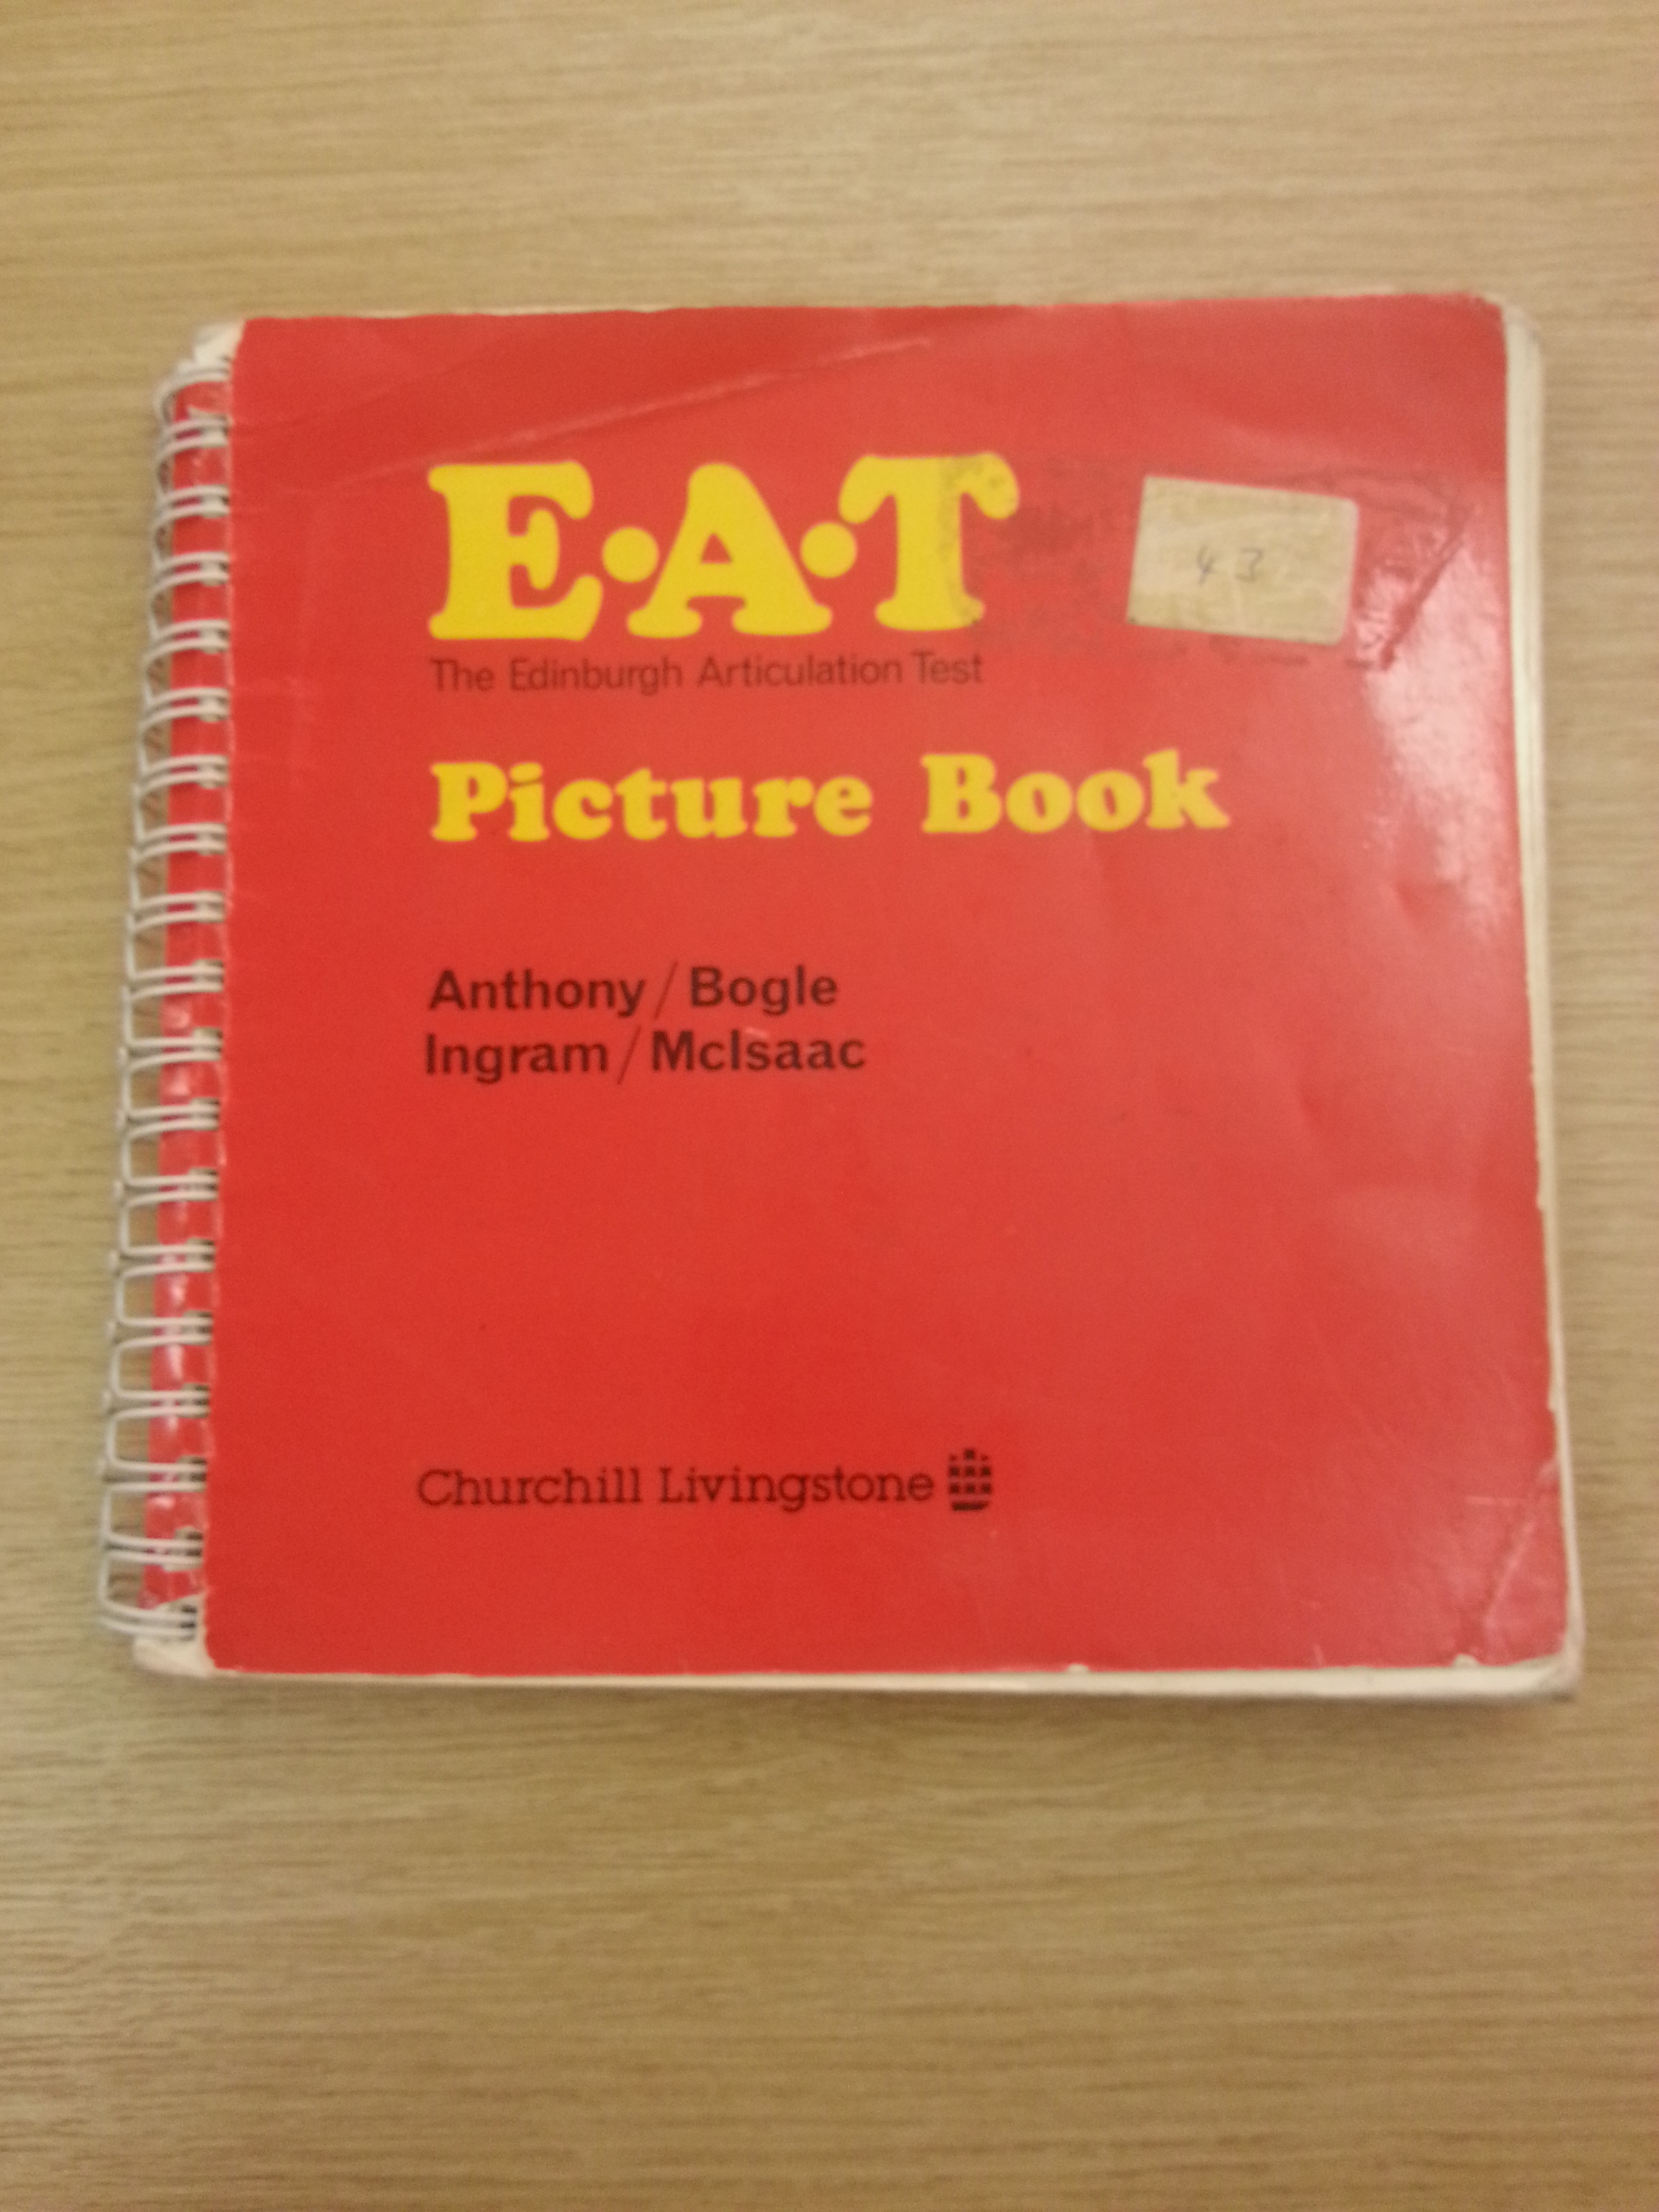 E·A·T
43
The Edinburgh Articulation Test
Picture Book
Anthony/Bogle
Ingram/McIsaac
Churchill Livingstone